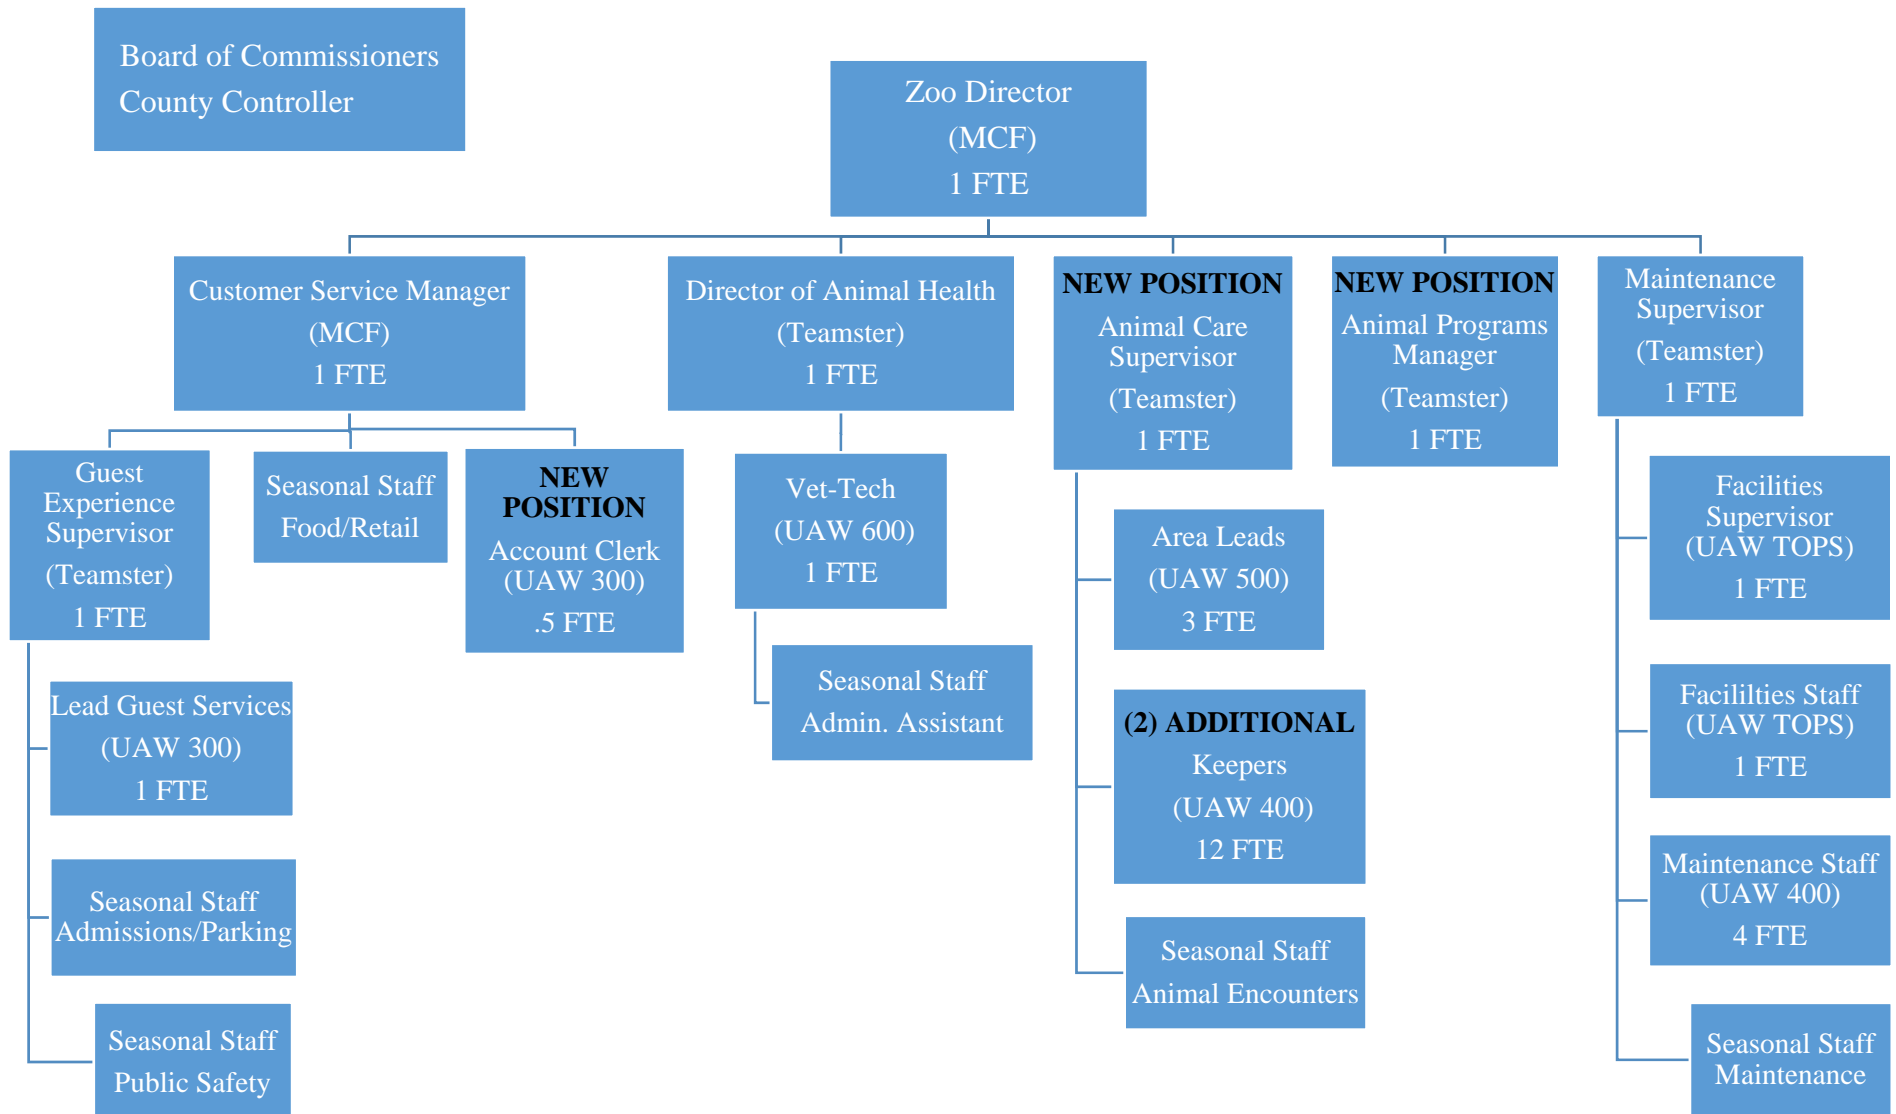 Board of Commissioners
County Controller
Zoo Director
(MCF)
1 FTE
Customer Service Manager
(MCF)
1 FTE
Director of Animal Health
(Teamster)
1 FTE
NEW POSITION
Animal Care
Supervisor
(Teamster)
1 FTE
NEW POSITION
Animal Programs
Manager
(Teamster)
1 FTE
Maintenance
Supervisor
(Teamster)
1 FTE
Guest
Experience
Supervisor
(Teamster)
1 FTE
Seasonal Staff
Food/Retail
NEW
POSITION
Account Clerk
(UAW 300)
.5 FTE
Vet-Tech
(UAW 600)
1 FTE
Area Leads
(UAW 500)
3 FTE
Facilities
Supervisor
(UAW TOPS)
1 FTE
Lead Guest Services
(UAW 300)
1 FTE
Seasonal Staff
Admin. Assistant
(2) ADDITIONAL
Keepers
(UAW 400)
12 FTE
Facililties Staff
(UAW TOPS)
1 FTE
Seasonal Staff
Admissions/Parking
Maintenance Staff
(UAW 400)
4 FTE
Seasonal Staff
Animal Encounters
Seasonal Staff
Public Safety
Seasonal Staff
Maintenance